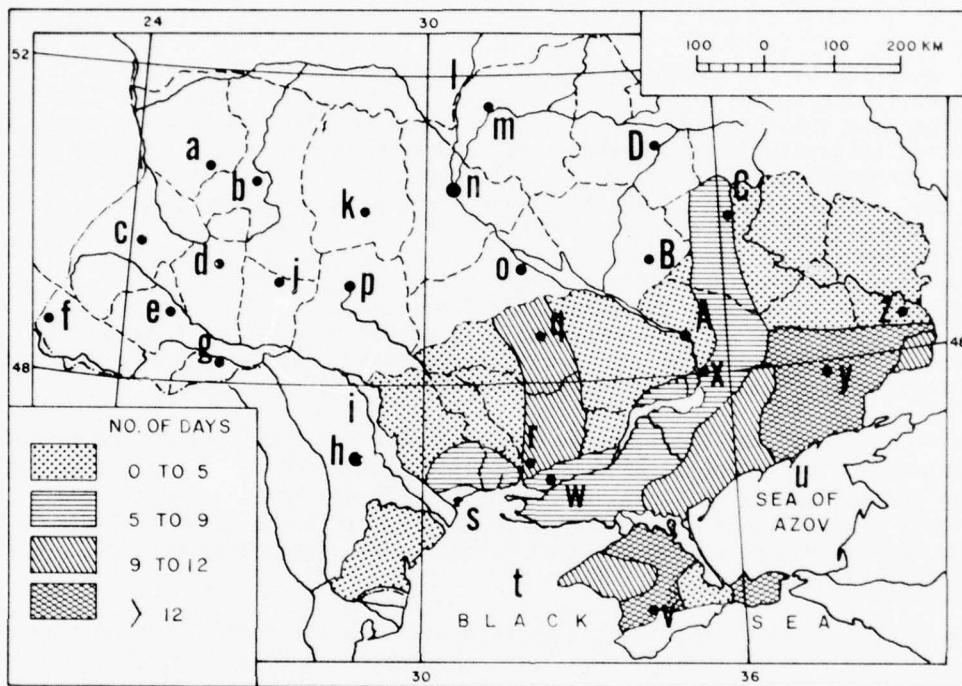 24
30
52
100 0 100 200 KM
l
m
D
a
b
n
C
k
c
B
d
o
j
p
e
z
f
q
A
g
48
48
x
y
i
NO. OF DAYS
h
r
0 TO 5
u
w
SEA OF
s
AZOV
5 TO 9
s
9 TO 12
t
v
BLACK SEA
> 12
30
36